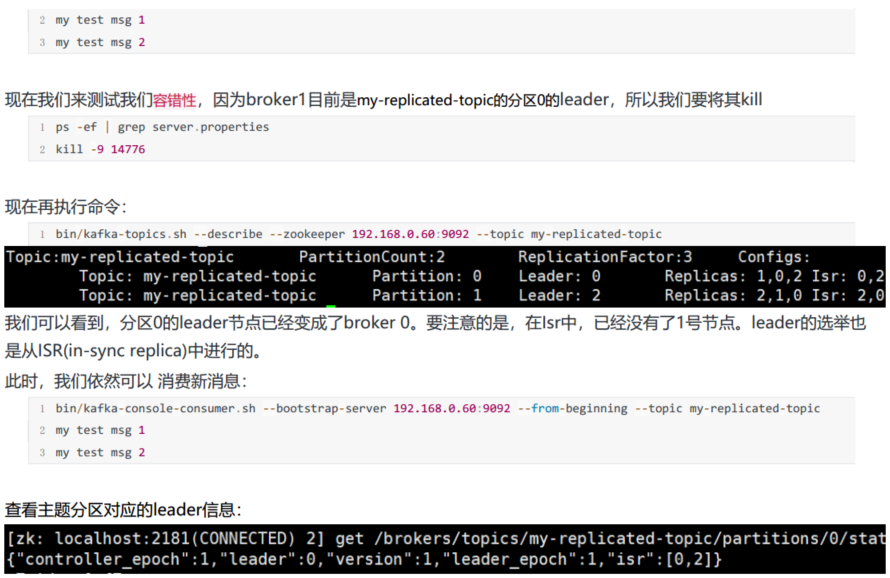 2 my test msg 1
3 my test msg 2
现在我们来测试我们容错性，因为broker1目前是my-replicated-topic的分区0的leader，所以我们要将其kill
1 ps -ef | grep server.properties
2 kill -9 14776
现在再执行命令：
1 bin/kafka-topics.sh --describe --zookeeper 192.168.0.60:9092 --topic my-replicated-topic
Topic:my-replicated-topic PartitionCount:2 ReplicationFactor:3 Configs:
Topic: my-replicated-topic Partition: 0 Leader: 0 Replicas: 1,0,2 Isr: 0,2
Topic: my-replicated-topic Partition: 1 Leader: 2 Replicas: 2,1,0 Isr: 2,0
我们可以看到，分区0的leader节点已经变成了broker 0。要注意的是，在Isr中，已经没有了1号节点。leader的选举也
是从ISR(in-sync replica)中进行的。
此时，我们依然可以 消费新消息：
1 bin/kafka-console-consumer.sh --bootstrap-server 192.168.0.60:9092 --from-beginning --topic my-replicated-topic
2 my test msg 1
3 my test msg 2
查看主题分区对应的leader信息：
[zk: localhost:2181(CONNECTED) 2] get /brokers/topics/my-replicated-topic/partitions/0/stat
{"controller_epoch":1,"leader":0,"version":1,"leader_epoch":1,"isr":[0,2]}